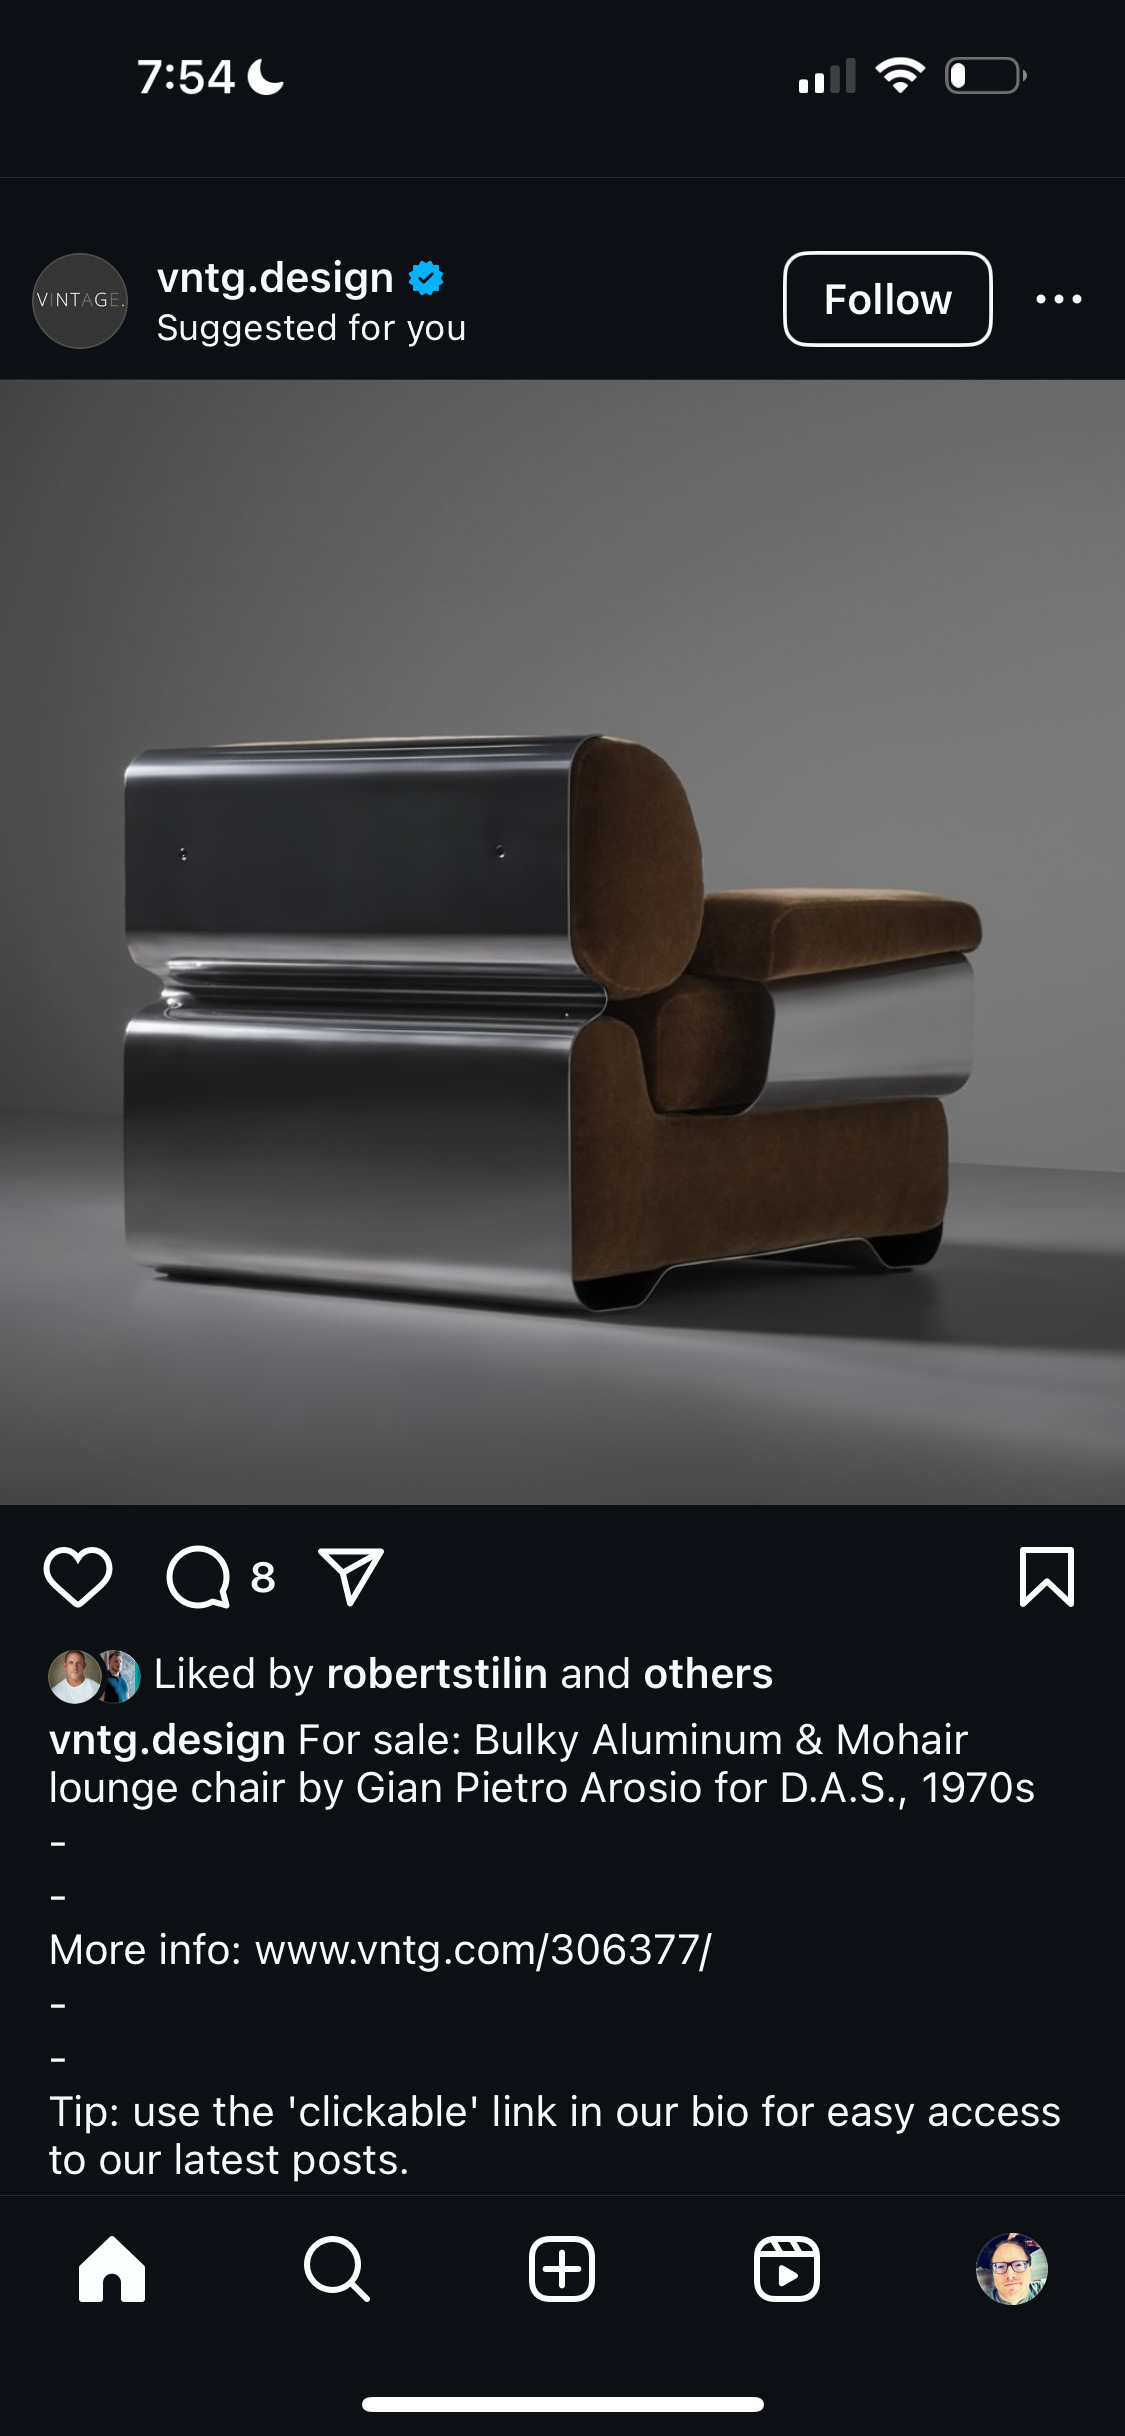 7:54
VINTAGE.
vntg.design
Suggested for you
Follow
8
Liked by robertstilin and others
vntg.design For sale: Bulky Aluminum & Mohair
lounge chair by Gian Pietro Arosio for D.A.S., 1970s
-
-
More info: www.vntg.com/306377/
-
-
Tip: use the 'clickable' link in our bio for easy access
to our latest posts.